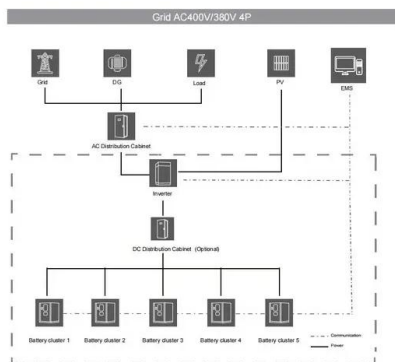 Grid AC400V/380V 4P
Grid
DG
Load
PV
EMS
AC Distribution Cabinet
Inverter
DC Distribution Cabinet (Optional)
Battery cluster 1
Battery cluster 2
Battery cluster 3
Battery cluster 4
Battery cluster 5
Communication
Power